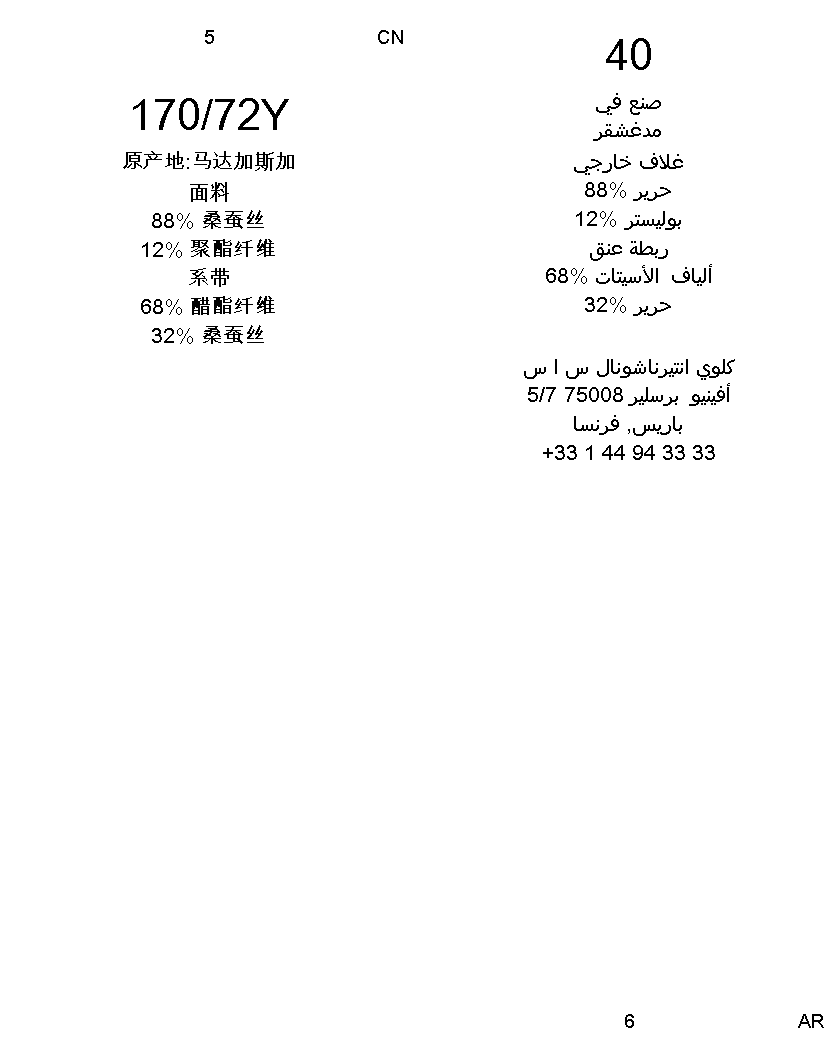 5
CN
170/72Y
原产地:马达加斯加
面料
88% 桑蚕丝
12% 聚酯纤维
系带
68% 醋酯纤维
32% 桑蚕丝
40
صنع في
مدغشقر
غلاف خارجي
88% حرير
12% بوليستر
ربطة عنق
68% ألياف الأسيتات
32% حرير
كلوي انتيرناشونال س ا س
5/7 75008 أفينيو برسلير
باريس, فرنسا
+33 1 44 94 33 33
6
AR